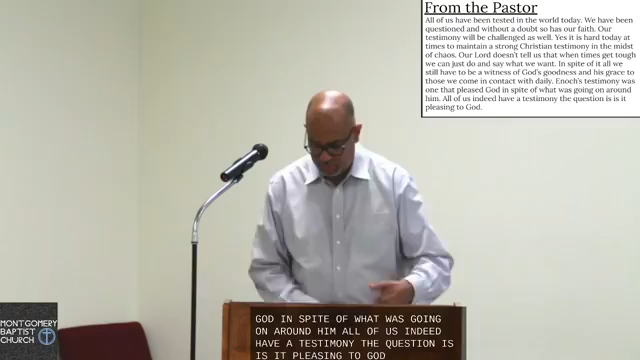 From the Pastor
All of us have been tested in the world today. We have been
questioned and without a doubt so has our faith. Our
testimony will be challenged as well. Yes it is hard today at
times to maintain a strong Christian testimony in the midst
of chaos. Our Lord doesn't tell us that when times get tough
we can just do and say what we want. In spite of it all we
still have to be a witness of God's goodness and his grace to
those we come in contact with daily. Enoch's testimony was
one that pleased God in spite of what was going on around
him. All of us indeed have a testimony the question is is it
pleasing to God.
MONTGOMERY
BAPTIST
CHURCH
GOD IN SPITE OF WHAT WAS GOING
ON AROUND HIM ALL OF US INDEED
HAVE A TESTIMONY THE QUESTION IS
IS IT PLEASING TO GOD